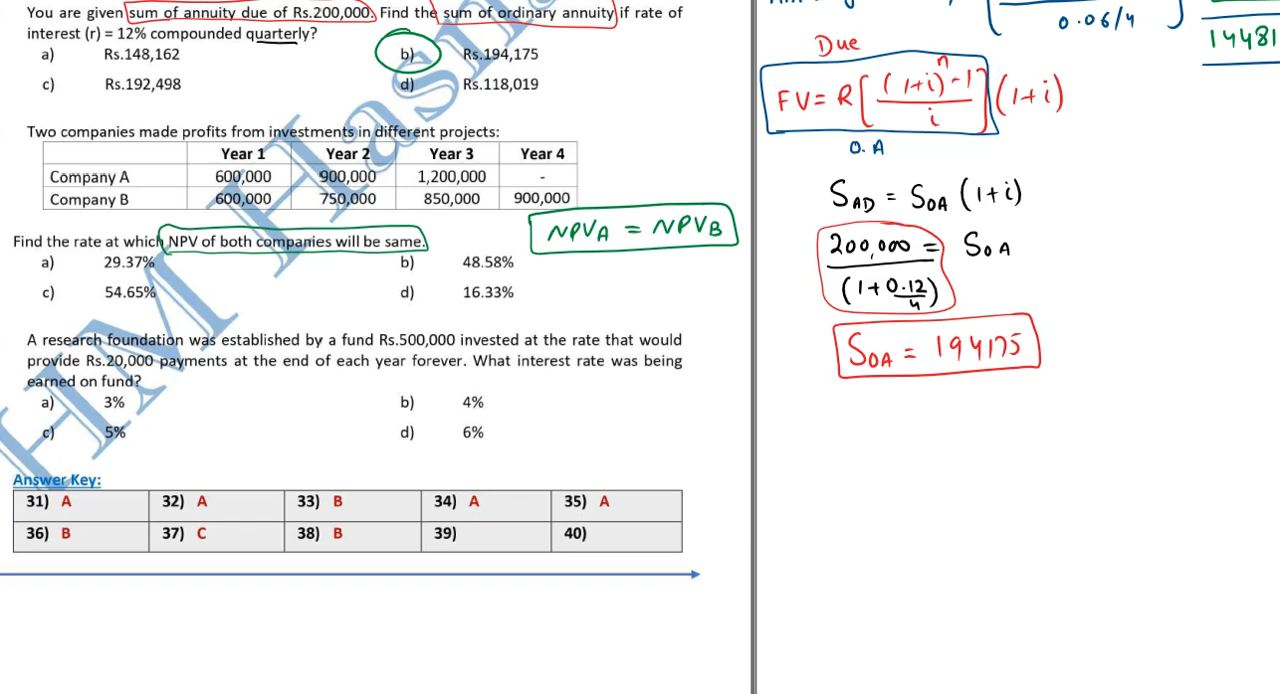 You are given sum of annuity due of Rs.200,000. Find the sum of ordinary annuity if rate of
interest (r) = 12% compounded quarterly?
a) Rs.148,162 b) Rs.194,175
c) Rs.192,498 d) Rs.118,019
Two companies made profits from investments in different projects:
Year 1 Year 2 Year 3 Year 4
Company A 600,000 900,000 1,200,000 -
Company B 600,000 750,000 850,000 900,000
Find the rate at which NPV of both companies will be same.
NPVA = NPVB
a) 29.37% b) 48.58%
c) 54.65% d) 16.33%
A research foundation was established by a fund Rs.500,000 invested at the rate that would
provide Rs.20,000 payments at the end of each year forever. What interest rate was being
earned on fund?
a) 3% b) 4%
c) 5% d) 6%
Answer Key:
31) A 32) A 33) B 34) A 35) A
36) B 37) C 38) B 39) 40)
HM Hasn
0.06/4
14481
Due
FV = R [ (1+i)^n - 1 / i ] (1+i)
O.A
SAD = SOA (1+i)
200,000 = SOA
(1+0.12/4)
SOA = 194175